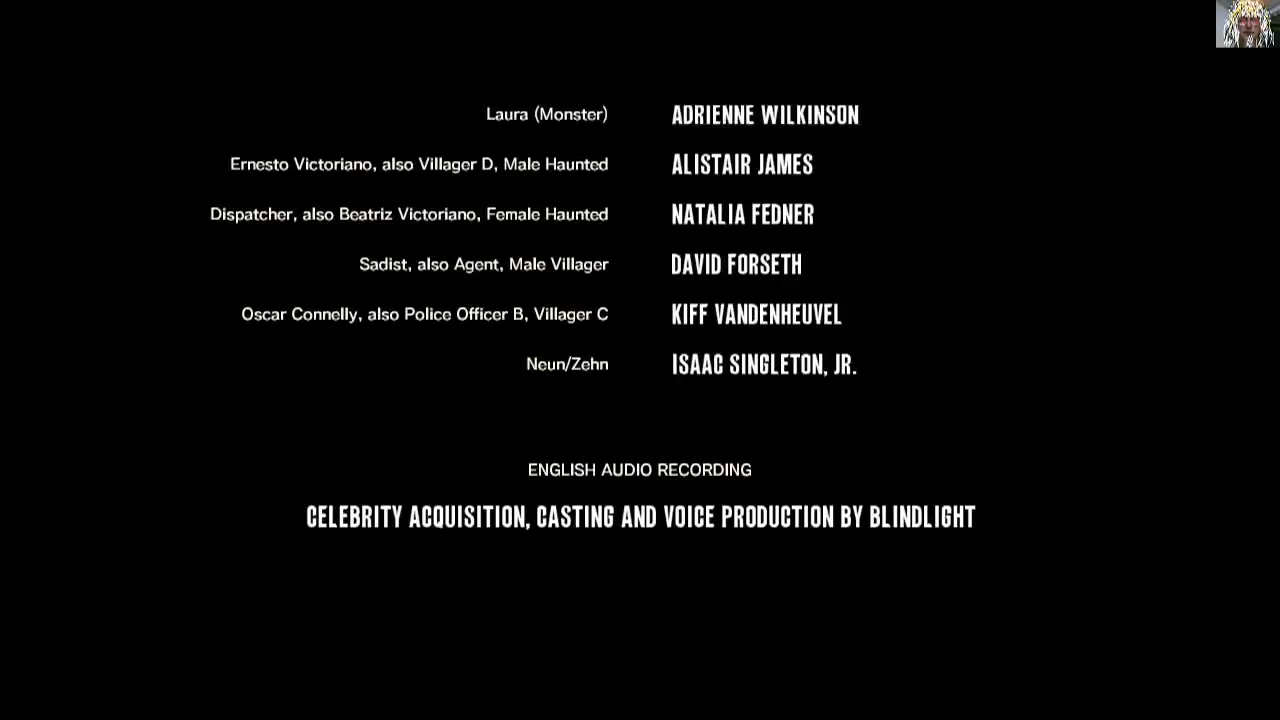 Laura (Monster) ADRIENNE WILKINSON
Ernesto Victoriano, also Villager D, Male Haunted ALISTAIR JAMES
Dispatcher, also Beatriz Victoriano, Female Haunted NATALIA FEDNER
Sadist, also Agent, Male Villager DAVID FORSETH
Oscar Connelly, also Police Officer B, Villager C KIFF VANDENHEUVEL
Neun/Zehn ISAAC SINGLETON, JR.
ENGLISH AUDIO RECORDING
CELEBRITY ACQUISITION, CASTING AND VOICE PRODUCTION BY BLINDLIGHT